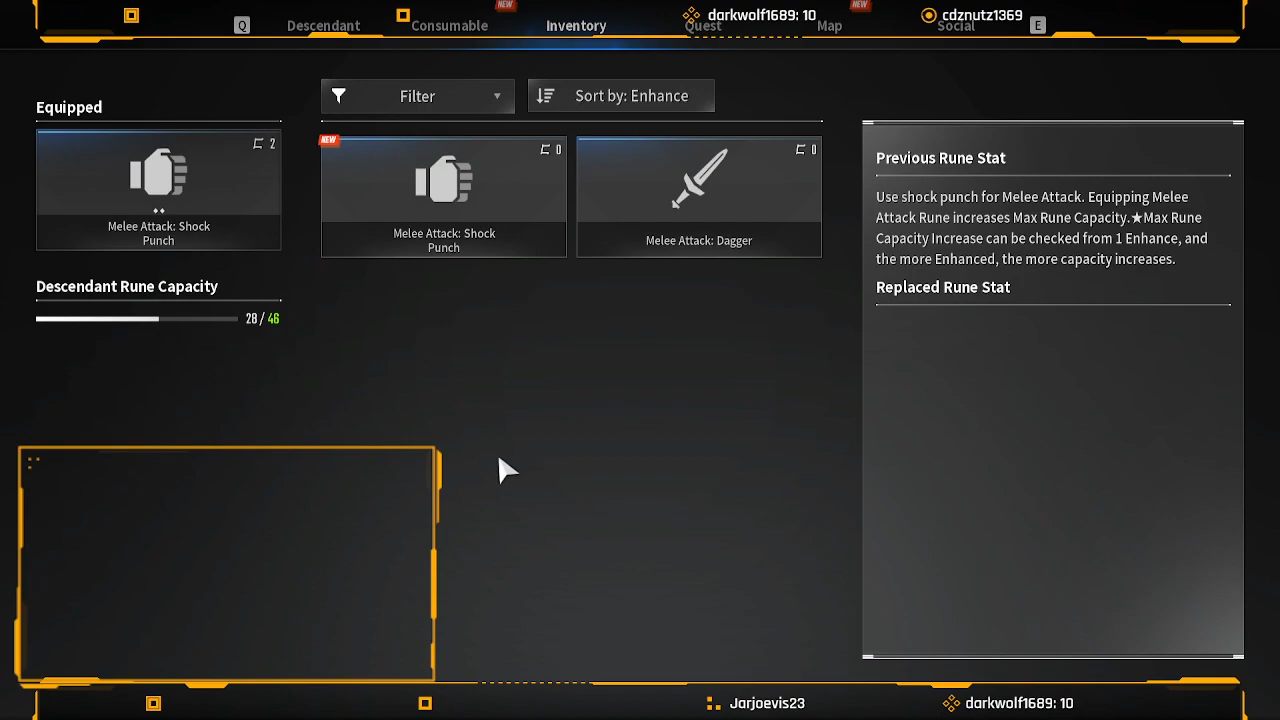 darkwolf1689: 10
cdznutz1369
Q
Descendant
Consumable
NEW
Inventory
Quest
Map
NEW
Social
E
Equipped
2
Melee Attack: Shock
Punch
Descendant Rune Capacity
28 / 46
Filter
Sort by: Enhance
NEW
0
Melee Attack: Shock
Punch
0
Melee Attack: Dagger
Previous Rune Stat
Use shock punch for Melee Attack. Equipping Melee
Attack Rune increases Max Rune Capacity.★Max Rune
Capacity Increase can be checked from 1 Enhance, and
the more Enhanced, the more capacity increases.
Replaced Rune Stat
Jarjoevis23
darkwolf1689: 10